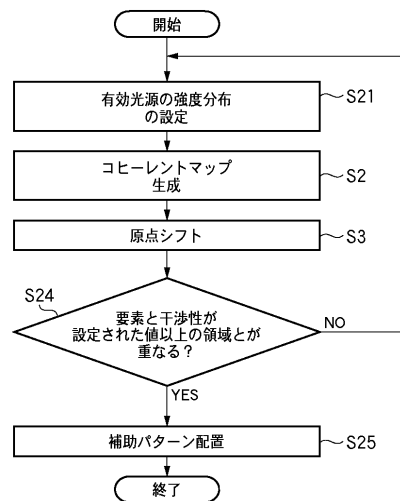 開始
有効光源の強度分布
の設定
S21
コヒーレントマップ
生成
S2
原点シフト
S3
S24
要素と干渉性が
設定された値以上の領域とが
重なる?
NO
YES
補助パターン配置
S25
終了